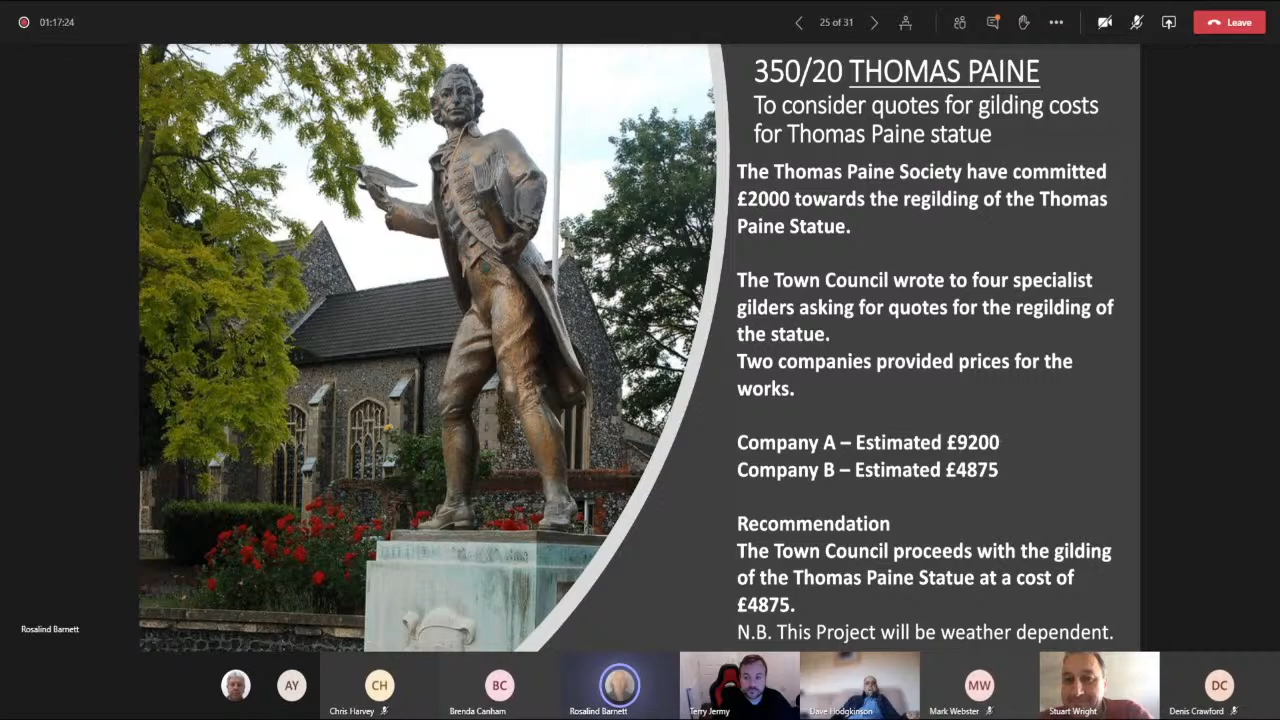 01:17:24
25 of 31
Leave
350/20 THOMAS PAINE
To consider quotes for gilding costs
for Thomas Paine statue
The Thomas Paine Society have committed
£2000 towards the regilding of the Thomas
Paine Statue.
The Town Council wrote to four specialist
gilders asking for quotes for the regilding of
the statue.
Two companies provided prices for the
works.
Company A – Estimated £9200
Company B – Estimated £4875
Recommendation
The Town Council proceeds with the gilding
of the Thomas Paine Statue at a cost of
£4875.
N.B. This Project will be weather dependent.
Rosalind Barnett
AY
CH
BC
MW
DC
Chris Harvey
Brenda Canham
Rosalind Barnett
Terry Jermy
Dave Hodgkinson
Mark Webster
Stuart Wright
Denis Crawford